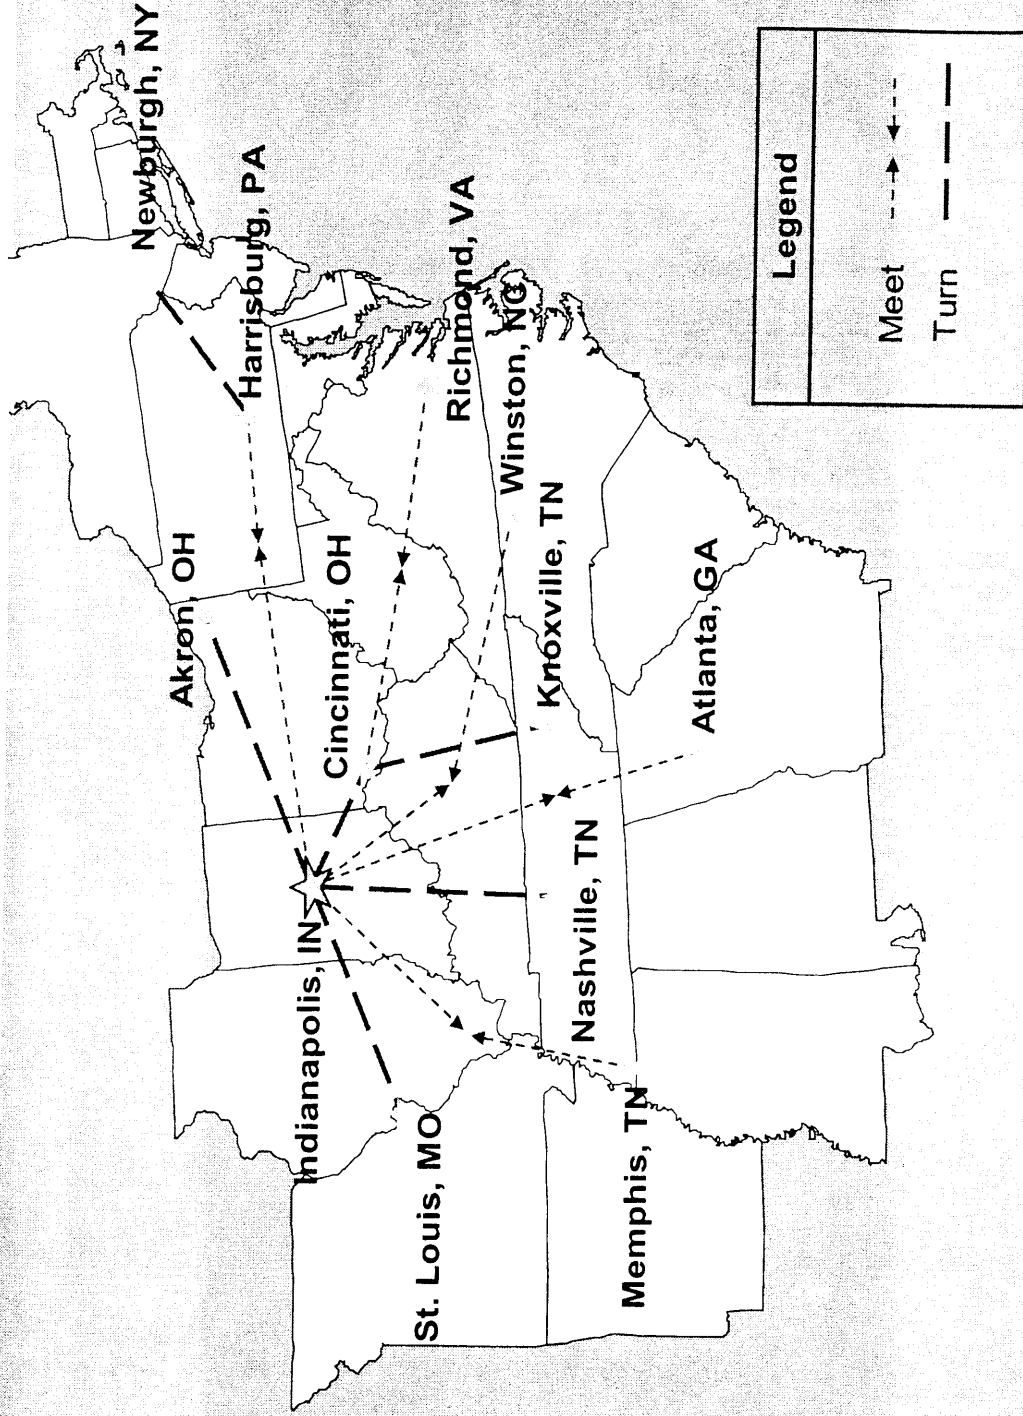 Newburgh, NY
Harrisburg, PA
Akron, OH
Cincinnati, OH
Richmond, VA
Indianapolis, IN
Winston, NC
St. Louis, MO
Knoxville, TN
Nashville, TN
Memphis, TN
Atlanta, GA
Legend
Meet
Turn